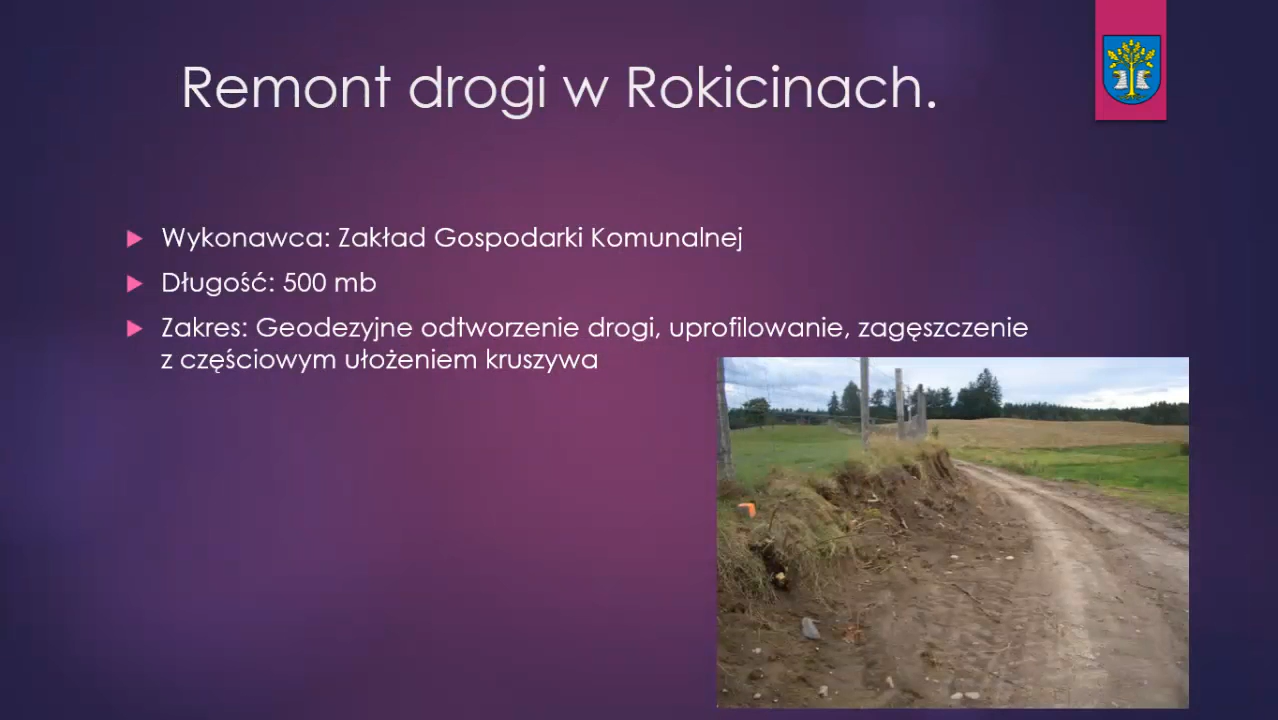 Remont drogi w Rokicinach.
Wykonawca: Zakład Gospodarki Komunalnej
Długość: 500 mb
Zakres: Geodezyjne odtworzenie drogi, uprofilowanie, zagęszczenie
z częściowym ułożeniem kruszywa